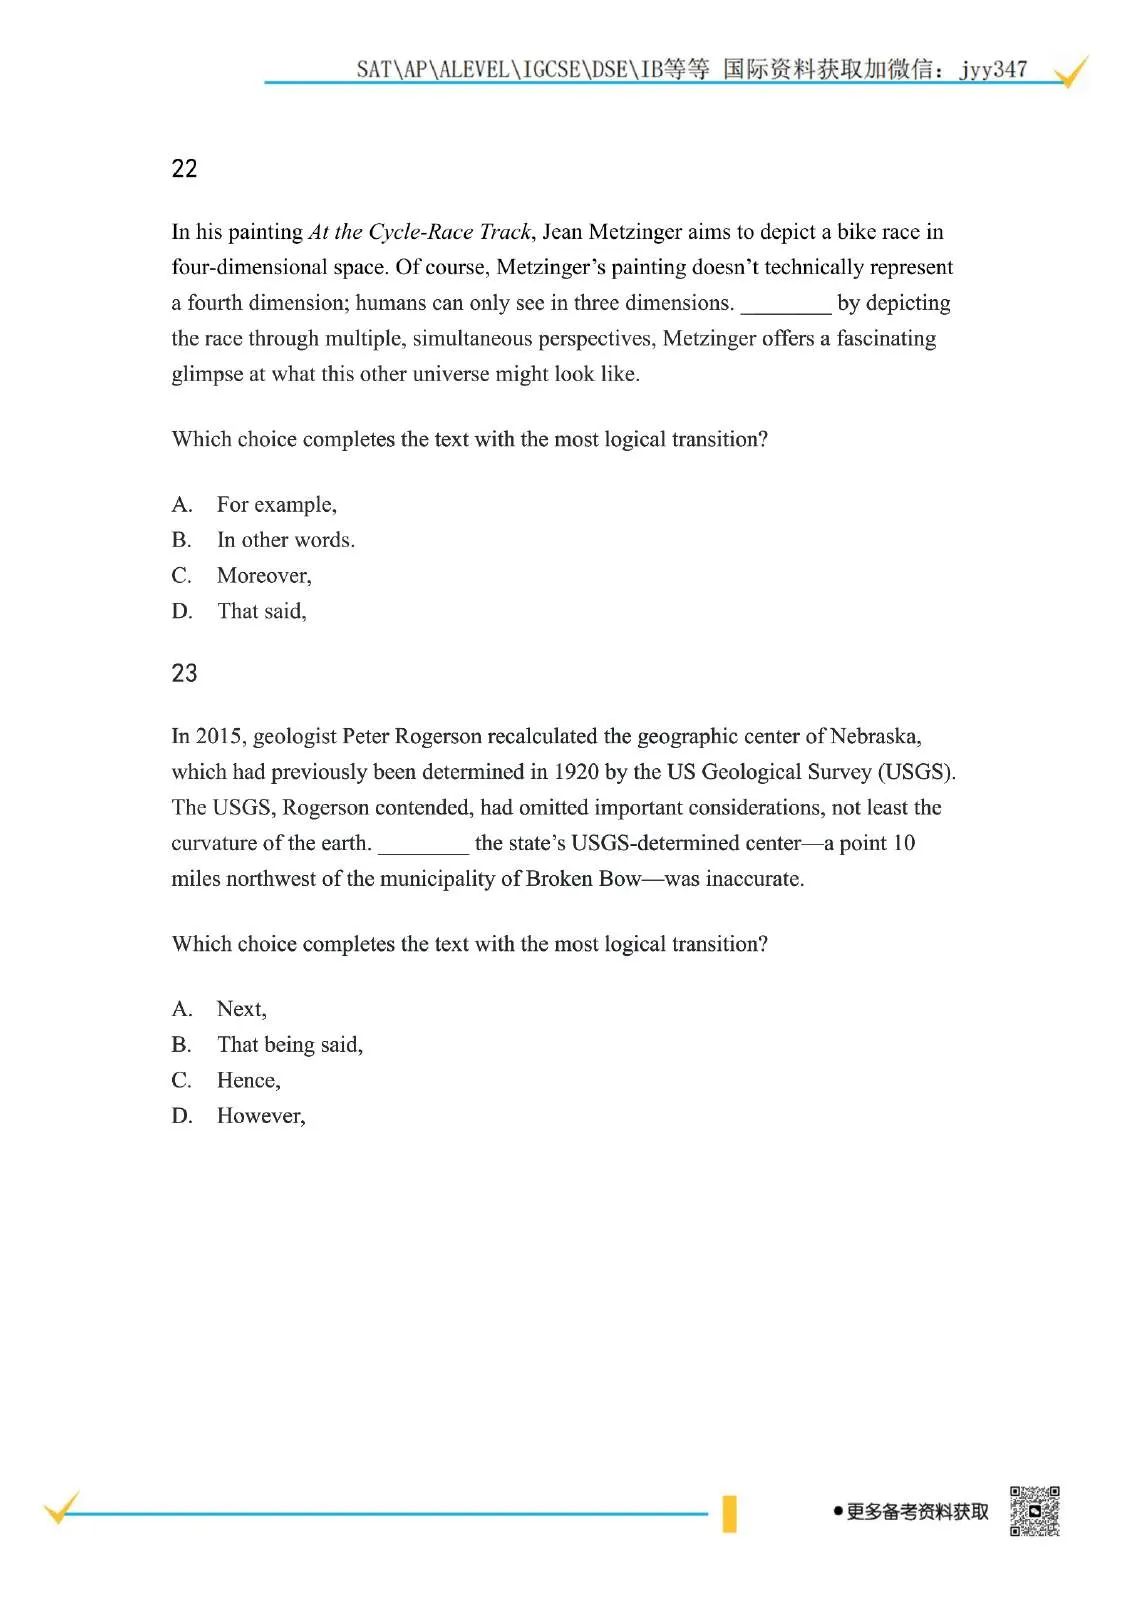 SAT\AP\ALEVEL\IGCSE\DSE\IB等等 国际资料获取加微信：jyy347
22
In his painting At the Cycle-Race Track, Jean Metzinger aims to depict a bike race in
four-dimensional space. Of course, Metzinger’s painting doesn’t technically represent
a fourth dimension; humans can only see in three dimensions. ________ by depicting
the race through multiple, simultaneous perspectives, Metzinger offers a fascinating
glimpse at what this other universe might look like.
Which choice completes the text with the most logical transition?
A. For example,
B. In other words.
C. Moreover,
D. That said,
23
In 2015, geologist Peter Rogerson recalculated the geographic center of Nebraska,
which had previously been determined in 1920 by the US Geological Survey (USGS).
The USGS, Rogerson contended, had omitted important considerations, not least the
curvature of the earth. ________ the state’s USGS-determined center—a point 10
miles northwest of the municipality of Broken Bow—was inaccurate.
Which choice completes the text with the most logical transition?
A. Next,
B. That being said,
C. Hence,
D. However,
●更多备考资料获取